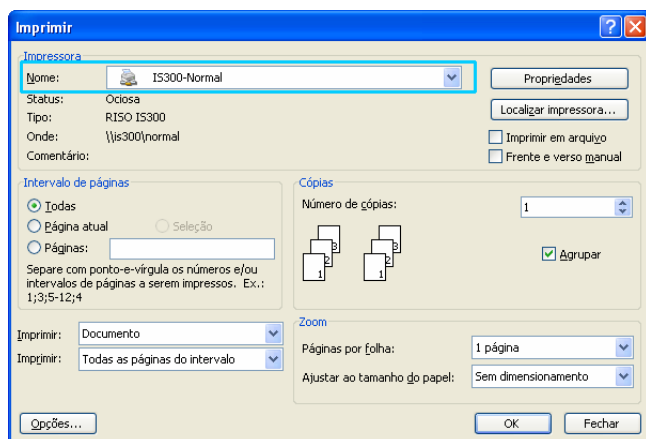 Imprimir
Impressora
Nome: IS300-Normal Propriedades
Status: Ociosa
Tipo: RISO IS300 Localizar impressora...
Onde: \\is300\normal Imprimir em arquivo
Comentário: Frente e verso manual
Intervalo de páginas
Todas
Página atual Seleção
Páginas:
Separe com ponto-e-vírgula os números e/ou
intervalos de páginas a serem impressos. Ex.:
1;3;5-12;4
Cópias
Número de cópias: 1
1 2 3 1 2 3
Agrupar
Imprimir: Documento
Imprimir: Todas as páginas do intervalo
Zoom
Páginas por folha: 1 página
Ajustar ao tamanho do papel: Sem dimensionamento
Opções... OK Fechar